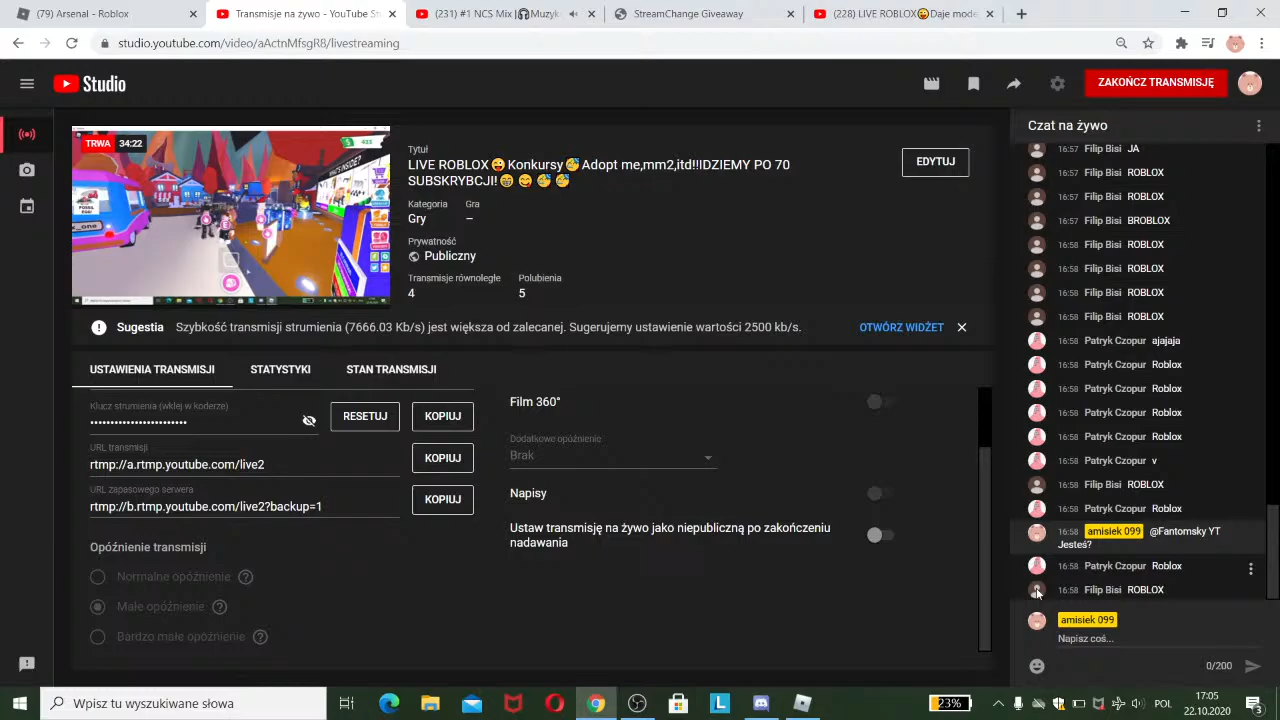 (79) Arsenal - Roblox
Transmisje na żywo - YouTube St
(231) #1 NCS Mix | 🎧Muzyk
StreamChange Giveaway
(228) LIVE ROBLOX😜Daje mode
studio.youtube.com/video/aActnMfsgR8/livestreaming
Studio
ZAKOŃCZ TRANSMISJĘ
TRWA 34:22
Tytuł
LIVE ROBLOX😜Konkursy🥳Adopt me,mm2,itd!!IDZIEMY PO 70
SUBSKRYBCJI!😁 😋 🥳 🥳
EDYTUJ
Kategoria Gra
Gry –
Prywatność
Publiczny
Transmisje równoległe Polubienia
4 5
Sugestia Szybkość transmisji strumienia (7666.03 Kb/s) jest większa od zalecanej. Sugerujemy ustawienie wartości 2500 kb/s.
OTWÓRZ WIDŻET
USTAWIENIA TRANSMISJI STATYSTYKI STAN TRANSMISJI
Klucz strumienia (wklej w koderze)
••••••••••••••••••••••••
RESETUJ KOPIUJ
URL transmisji
rtmp://a.rtmp.youtube.com/live2
KOPIUJ
URL zapasowego serwera
rtmp://b.rtmp.youtube.com/live2?backup=1
KOPIUJ
Opóźnienie transmisji
Normalne opóźnienie
Małe opóźnienie
Bardzo małe opóźnienie
Film 360°
Dodatkowe opóźnienie
Brak
Napisy
Ustaw transmisję na żywo jako niepubliczną po zakończeniu
nadawania
Czat na żywo
16:57 Filip Bisi JA
16:57 Filip Bisi ROBLOX
16:57 Filip Bisi ROBLOX
16:57 Filip Bisi BROBLOX
16:58 Filip Bisi ROBLOX
16:58 Filip Bisi ROBLOX
16:58 Filip Bisi ROBLOX
16:58 Filip Bisi ROBLOX
16:58 Patryk Czopur ajajaja
16:58 Patryk Czopur Roblox
16:58 Patryk Czopur Roblox
16:58 Patryk Czopur Roblox
16:58 Patryk Czopur Roblox
16:58 Patryk Czopur v
16:58 Filip Bisi ROBLOX
16:58 Patryk Czopur Roblox
16:58 amisiek 099 @Fantomsky YT
Jesteś?
16:58 Patryk Czopur Roblox
16:58 Filip Bisi ROBLOX
amisiek 099
Napisz coś...
0/200
Wpisz tu wyszukiwane słowa
23%
POL
17:05
22.10.2020
3